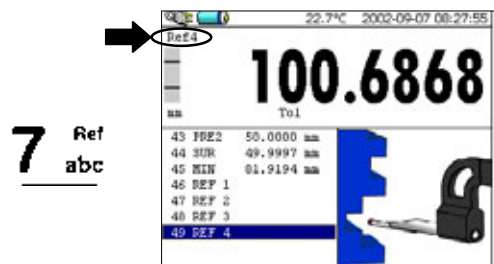 22.7°C 2002-09-07 08:27:55
Ref4
100.6868
mm Tol
7 Ref
abc
43 PRE2 50.0000 mm
44 SUR 49.9997 mm
45 MIN 01.9194 mm
46 REF 1
47 REF 2
48 REF 3
49 REF 4